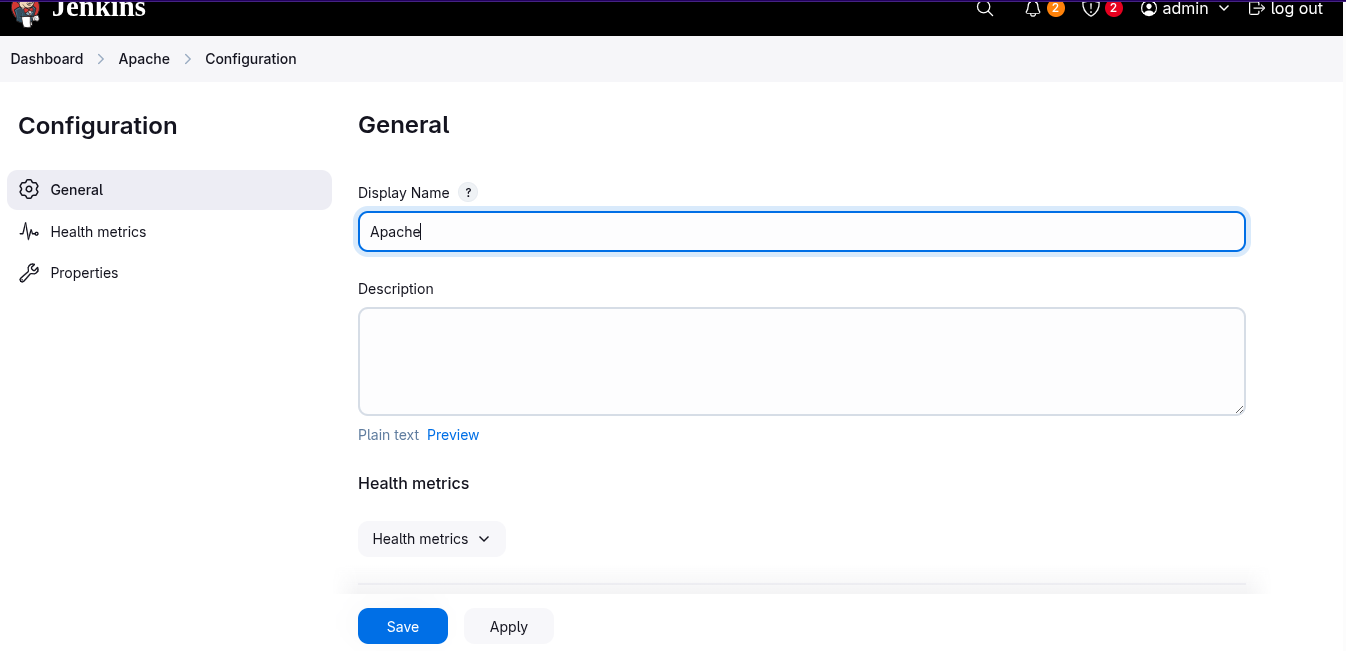 Jenkins
2
2
admin
log out
Dashboard
Apache
Configuration
Configuration
General
Health metrics
Properties
General
Display Name ?
Apache
Description
Plain text Preview
Health metrics
Health metrics
Save
Apply